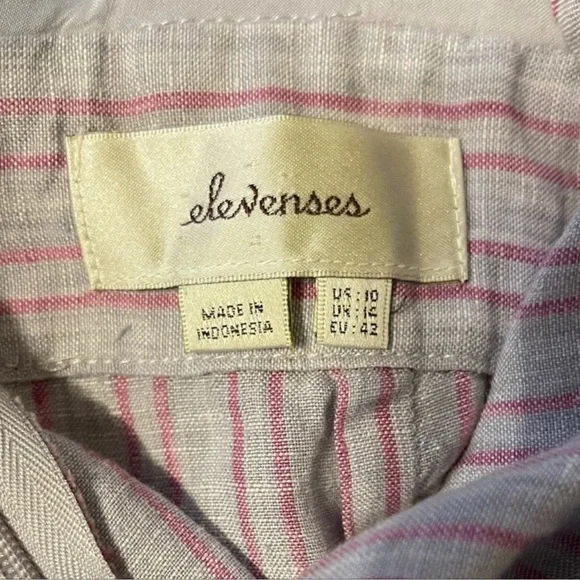 elevenses
MADE IN
INDONESIA
US : 10
UK : 14
EU : 42